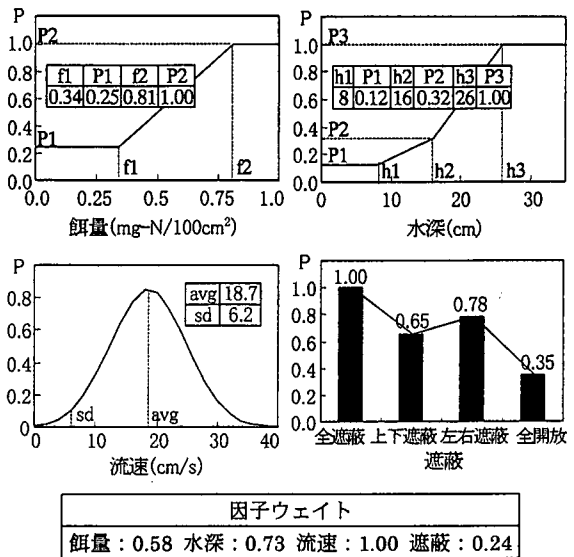 P
P2
1.0
f1 P1 f2 P2
0.34 0.25 0.81 1.00
0.8
0.6
0.4
P1
0.2
f1
f2
0.0
0 0.25 0.50 0.75 1.0
餌量(mg-N/100cm²)
P
P3
1.0
h1 P1 h2 P2 h3 P3
8 0.12 16 0.32 26 1.00
0.8
0.6
0.4
P2
0.2
P1
h1
h2
h3
0.0
0 10 20 30
水深(cm)
P
avg 18.7
sd 6.2
0.8
0.6
0.4
0.2
sd
avg
0.0
0 10 20 30 40
流速(cm/s)
P
1.00
1.0
0.78
0.65
0.8
0.6
0.35
0.4
0.2
0.0
全遮蔽 上下遮蔽 左右遮蔽 全開放
遮蔽
因子ウェイト
餌量:0.58 水深:0.73 流速:1.00 遮蔽:0.24